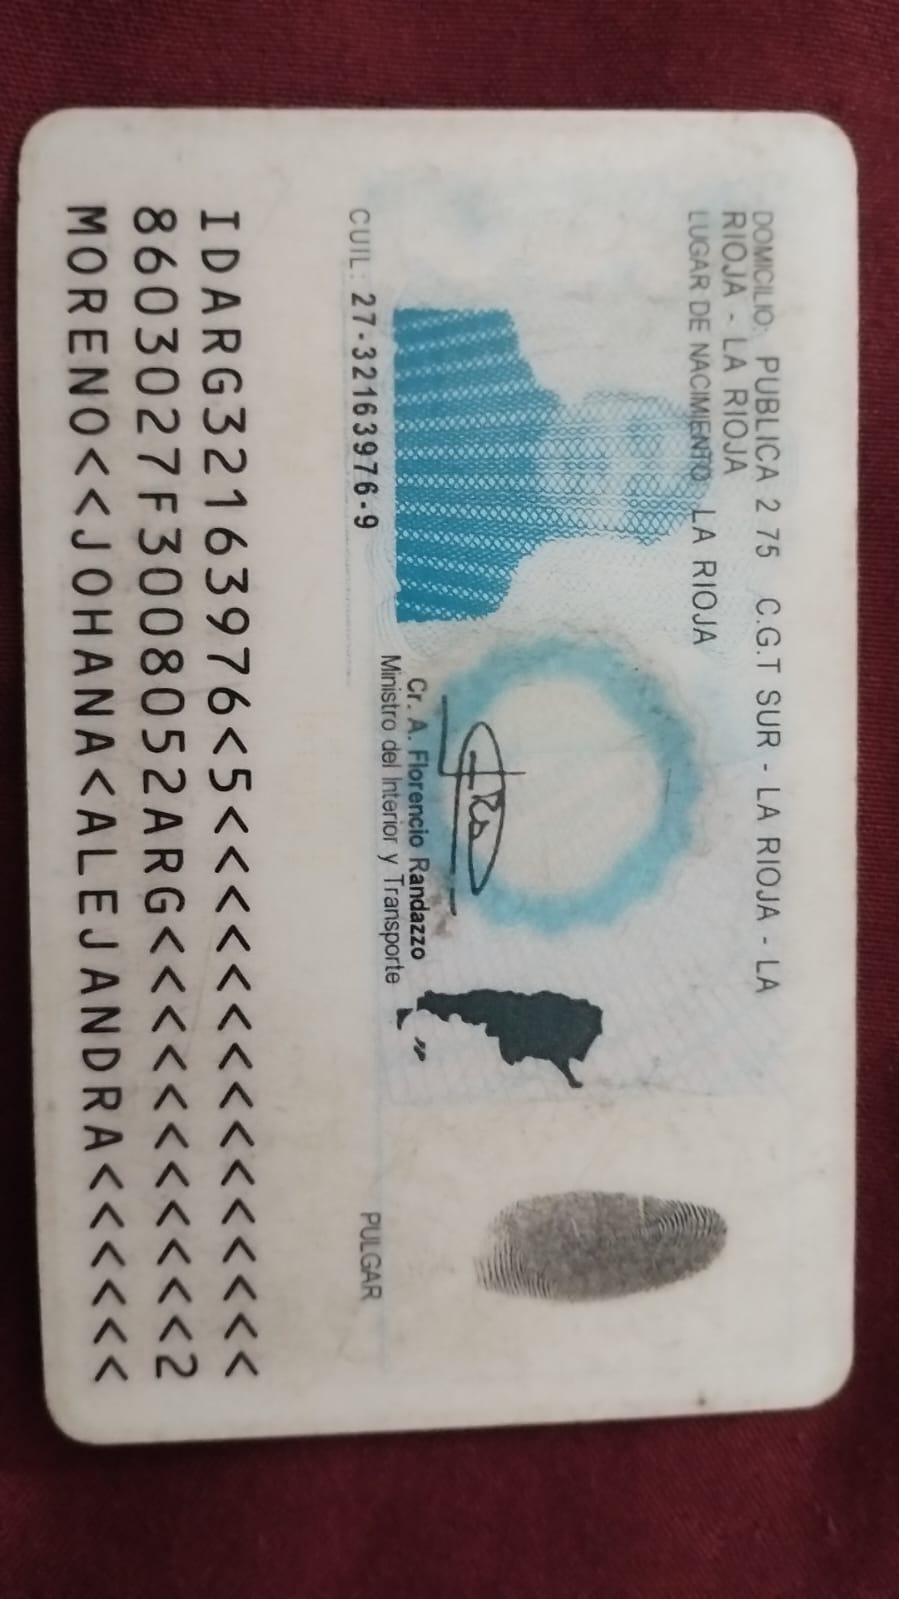 DOMICILIO: PUBLICA 2 75 C.G.T SUR - LA RIOJA - LA
RIOJA - LA RIOJA
LUGAR DE NACIMIENTO LA RIOJA
Cr. A. Florencio Randazzo
Ministro del Interior y Transporte
CUIL: 27-32163976-9
PULGAR
IDARG32163976<5<<<<<<<<<<<<<<<
8603027F3008052ARG<<<<<<<<<<<2
MORENO<<JOHANA<ALEJANDRA<<<<<<